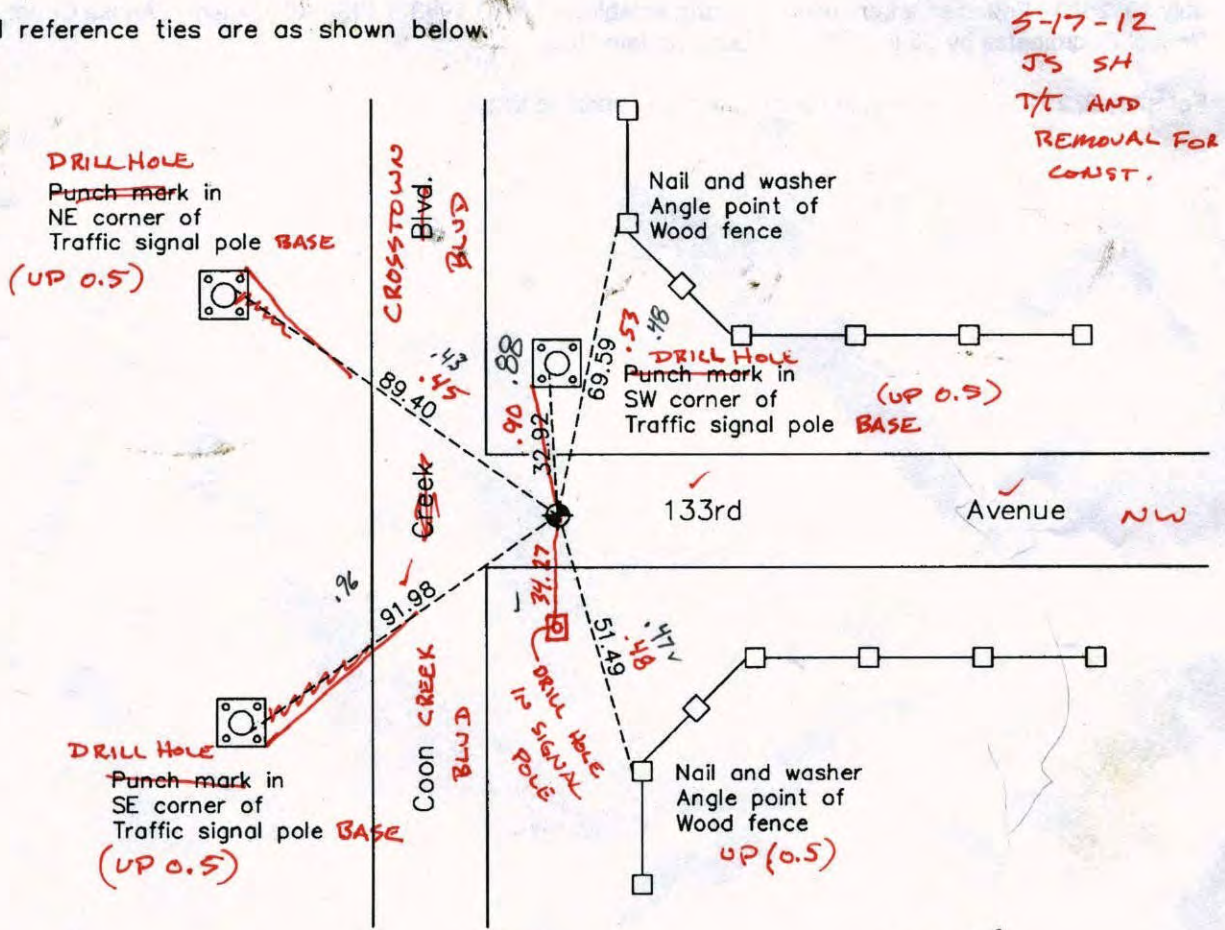 l reference ties are as shown below.
5-17-12
JS SH
T/T AND
REMOVAL FOR
CONST.
DRILL HOLE
Punch mark in
NE corner of
Traffic signal pole BASE
(UP 0.5)
CROSSTOWN
Blvd.
BLVD
Nail and washer
Angle point of
Wood fence
.43
.45
89.40
.88
.90
32.92
69.59
.53
.48
DRILL HOLE
Punch mark in
SW corner of
Traffic signal pole BASE
(UP 0.5)
Creek
133rd Avenue NW
.96
91.98
34.27
51.49
.47
.48
DRILL HOLE
IN SIGNAL
POLE
Coon CREEK
BLVD
DRILL HOLE
Punch mark in
SE corner of
Traffic signal pole BASE
(UP 0.5)
Nail and washer
Angle point of
Wood fence
UP (0.5)